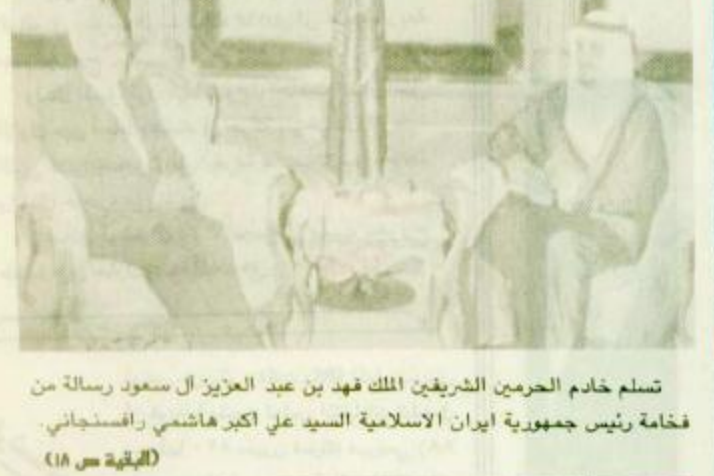 تسلم خادم الحرمين الشريفين الملك فهد بن عبد العزيز آل سعود رسالة من
فخامة رئيس جمهورية ايران الاسلامية السيد علي اكبر هاشمي رافسنجاني.
(البقية ص ١٨)